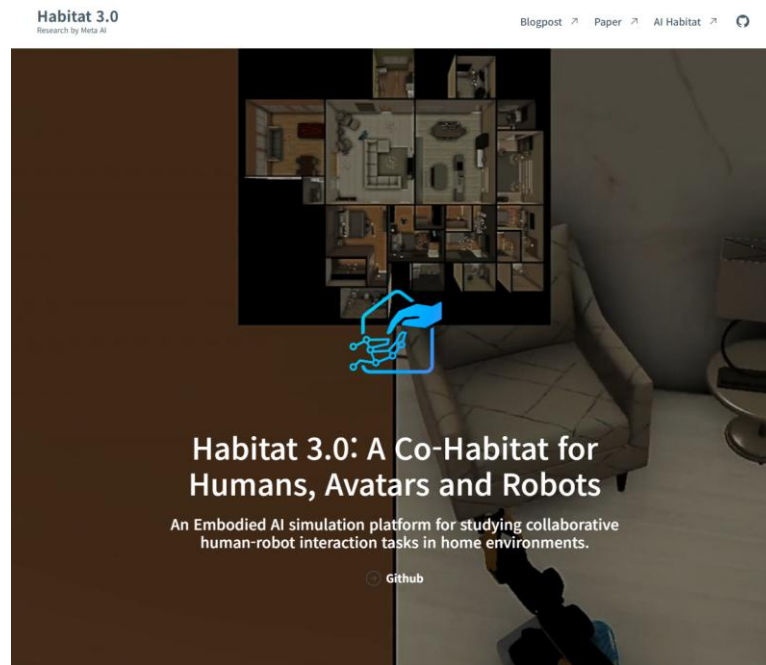 Habitat 3.0
Research by Meta AI
Blogpost ↗ Paper ↗ AI Habitat ↗
Habitat 3.0: A Co-Habitat for
Humans, Avatars and Robots
An Embodied AI simulation platform for studying collaborative
human-robot interaction tasks in home environments.
Github